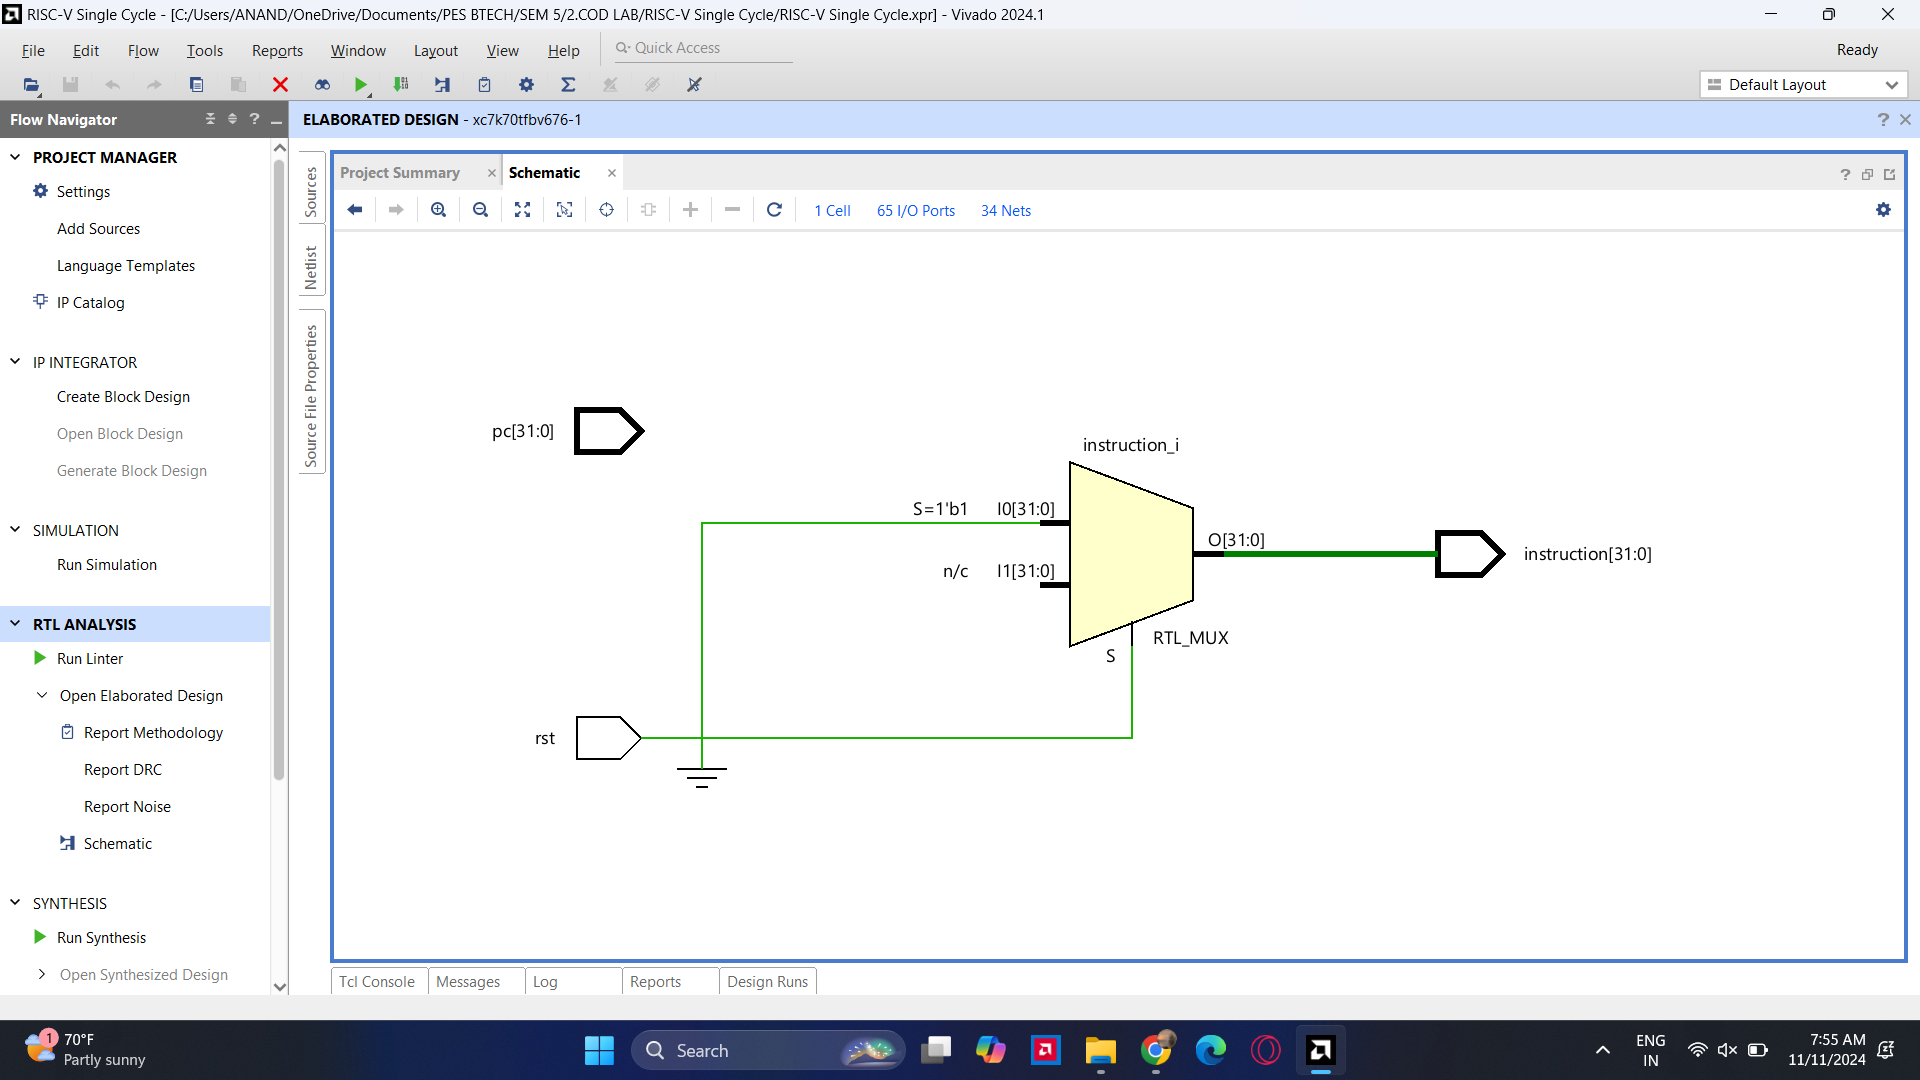 RISC-V Single Cycle - [C:/Users/ANAND/OneDrive/Documents/PES BTECH/SEM 5/2.COD LAB/RISC-V Single Cycle/RISC-V Single Cycle.xpr] - Vivado 2024.1
File Edit Flow Tools Reports Window Layout View Help Quick Access Ready
Default Layout
Flow Navigator ?
ELABORATED DESIGN - xc7k70tfbv676-1 ?
PROJECT MANAGER
Settings
Add Sources
Language Templates
IP Catalog
IP INTEGRATOR
Create Block Design
Open Block Design
Generate Block Design
SIMULATION
Run Simulation
RTL ANALYSIS
Run Linter
Open Elaborated Design
Report Methodology
Report DRC
Report Noise
Schematic
SYNTHESIS
Run Synthesis
Open Synthesized Design
Sources
Netlist
Source File Properties
Project Summary Schematic ?
1 Cell 65 I/O Ports 34 Nets
pc[31:0]
instruction_i
S=1'b1 I0[31:0]
O[31:0]
instruction[31:0]
n/c I1[31:0]
RTL_MUX
S
rst
Tcl Console Messages Log Reports Design Runs
1
70°F
Partly sunny
Search
ENG
IN
7:55 AM
11/11/2024